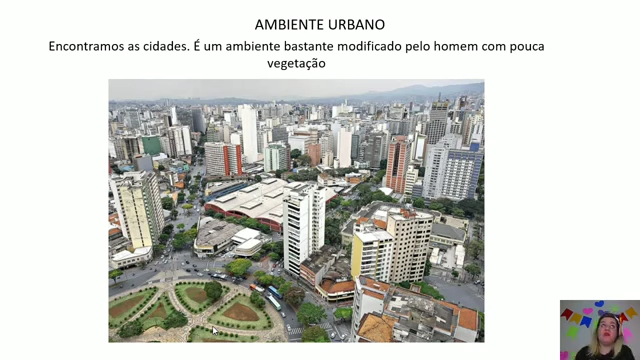 AMBIENTE URBANO
Encontramos as cidades. É um ambiente bastante modificado pelo homem com pouca
vegetação